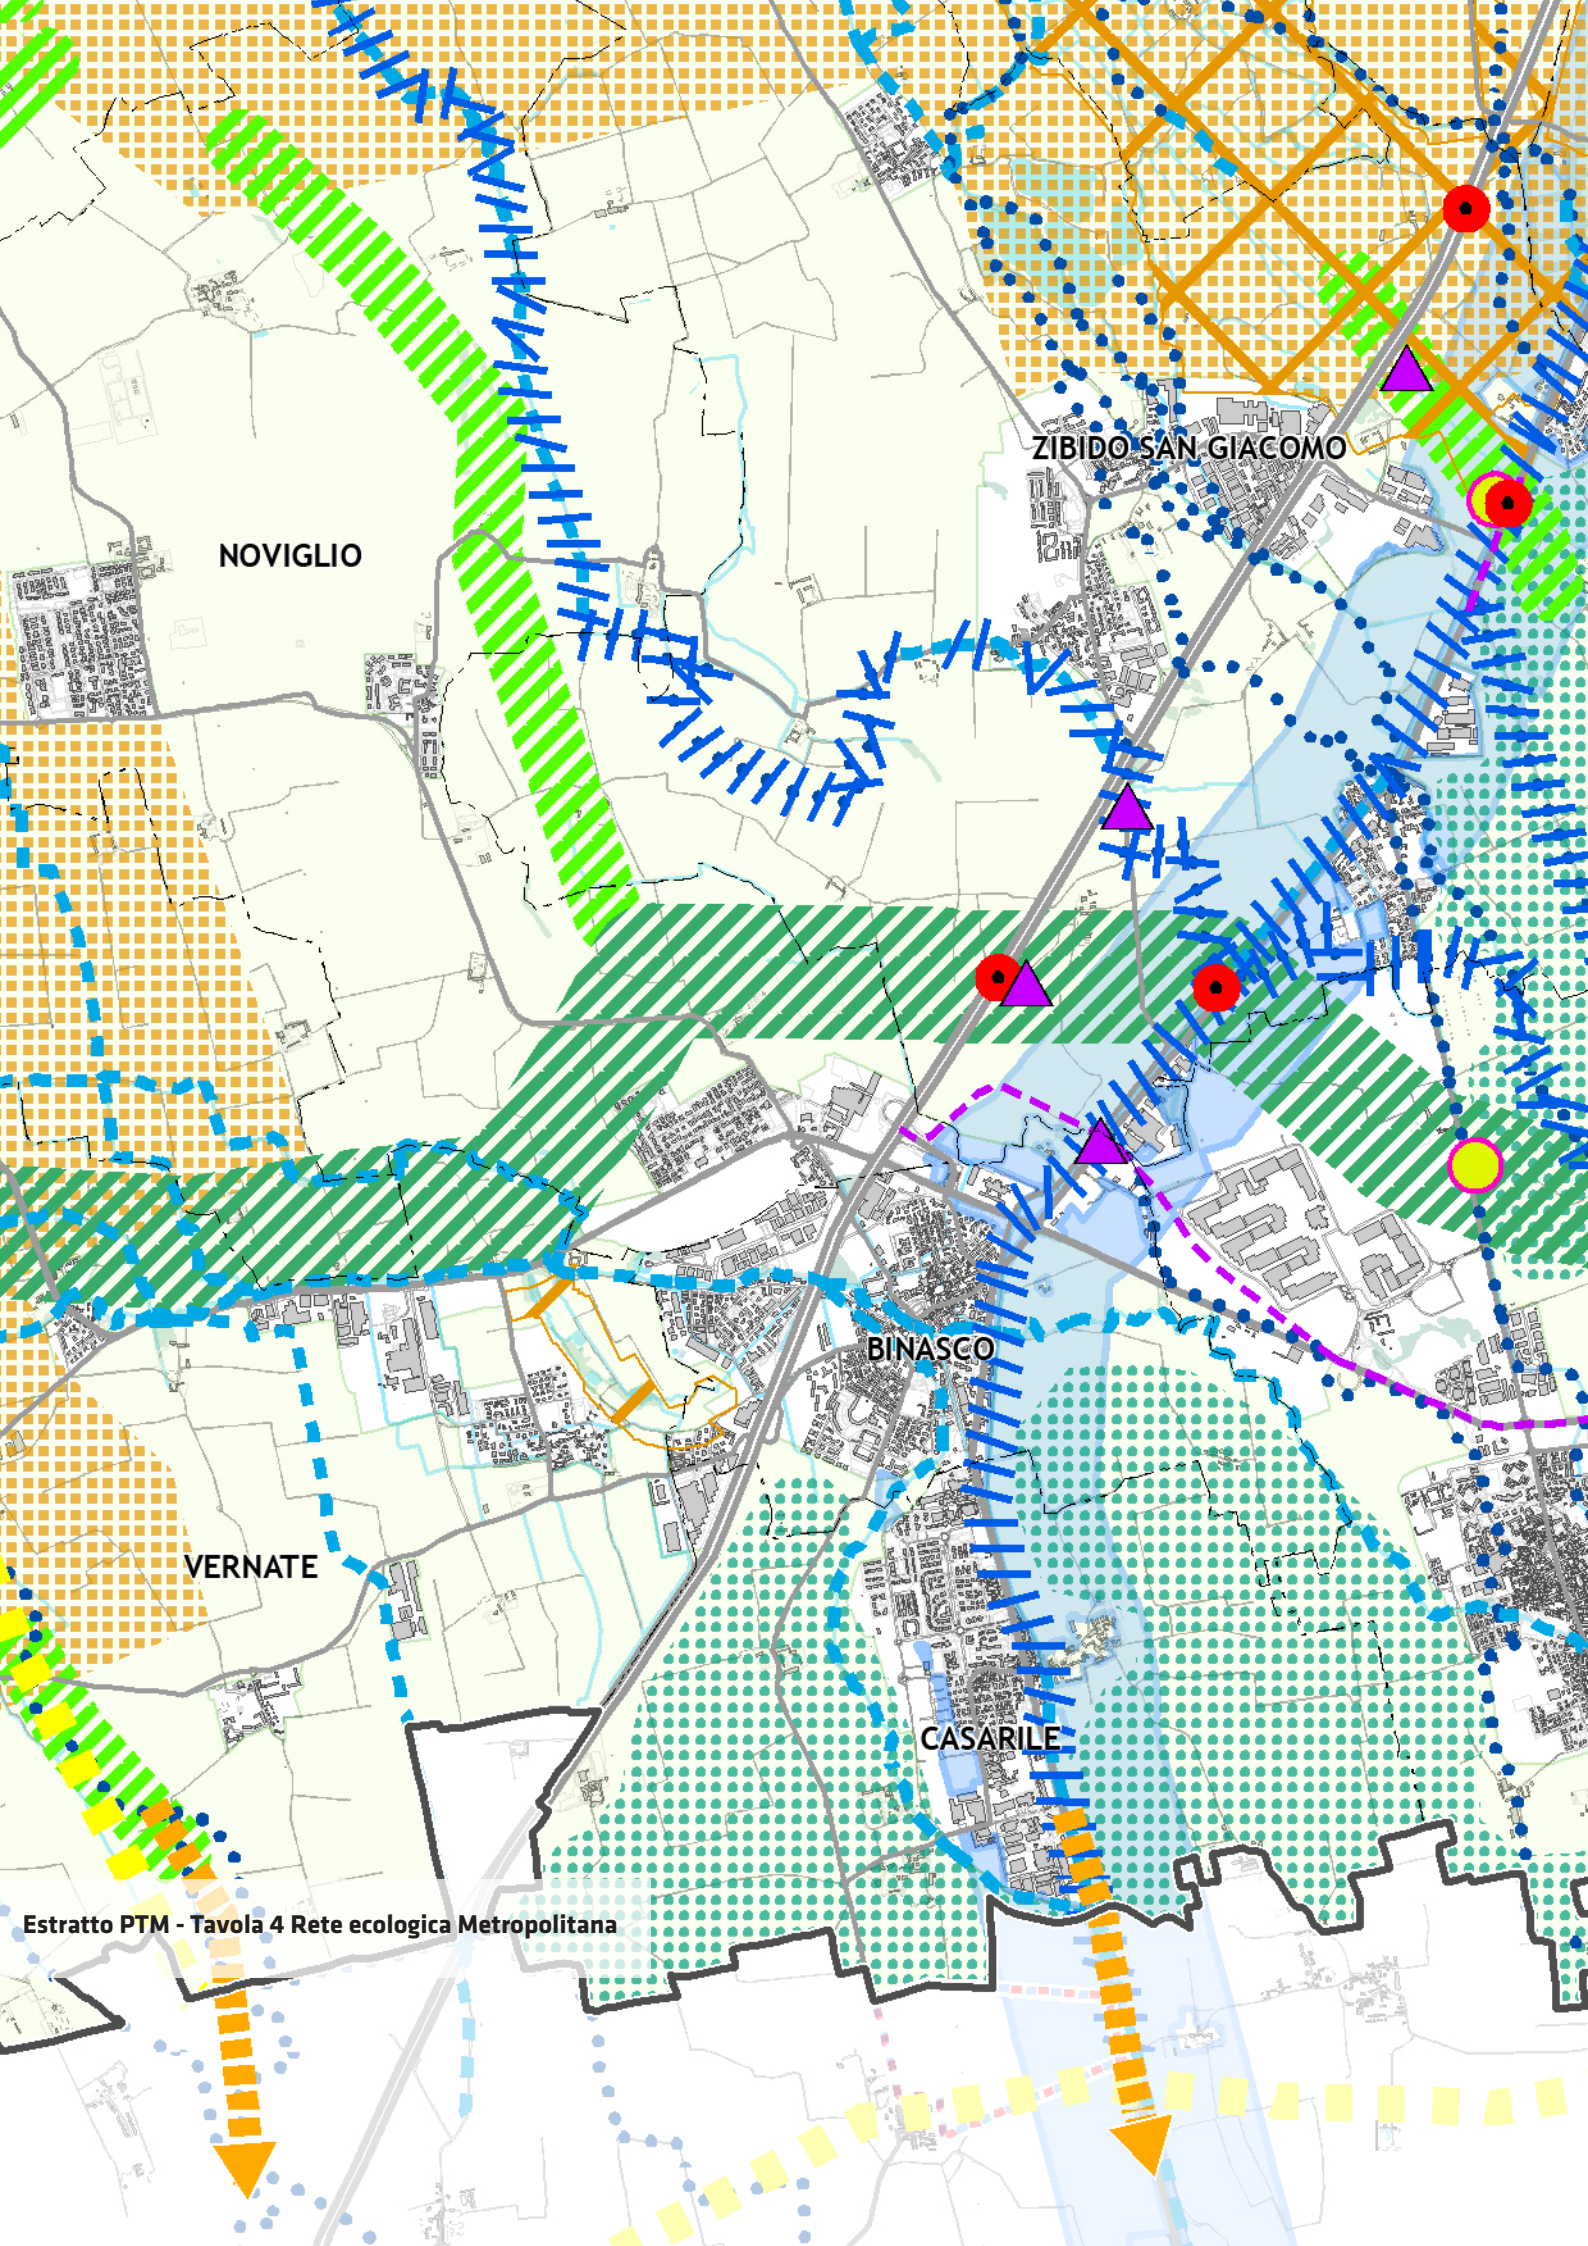 ZIBIDO SAN GIACOMO
NOVIGLIO
BINASCO
VERNATE
CASARILE
Estratto PTM - Tavola 4 Rete ecologica Metropolitana